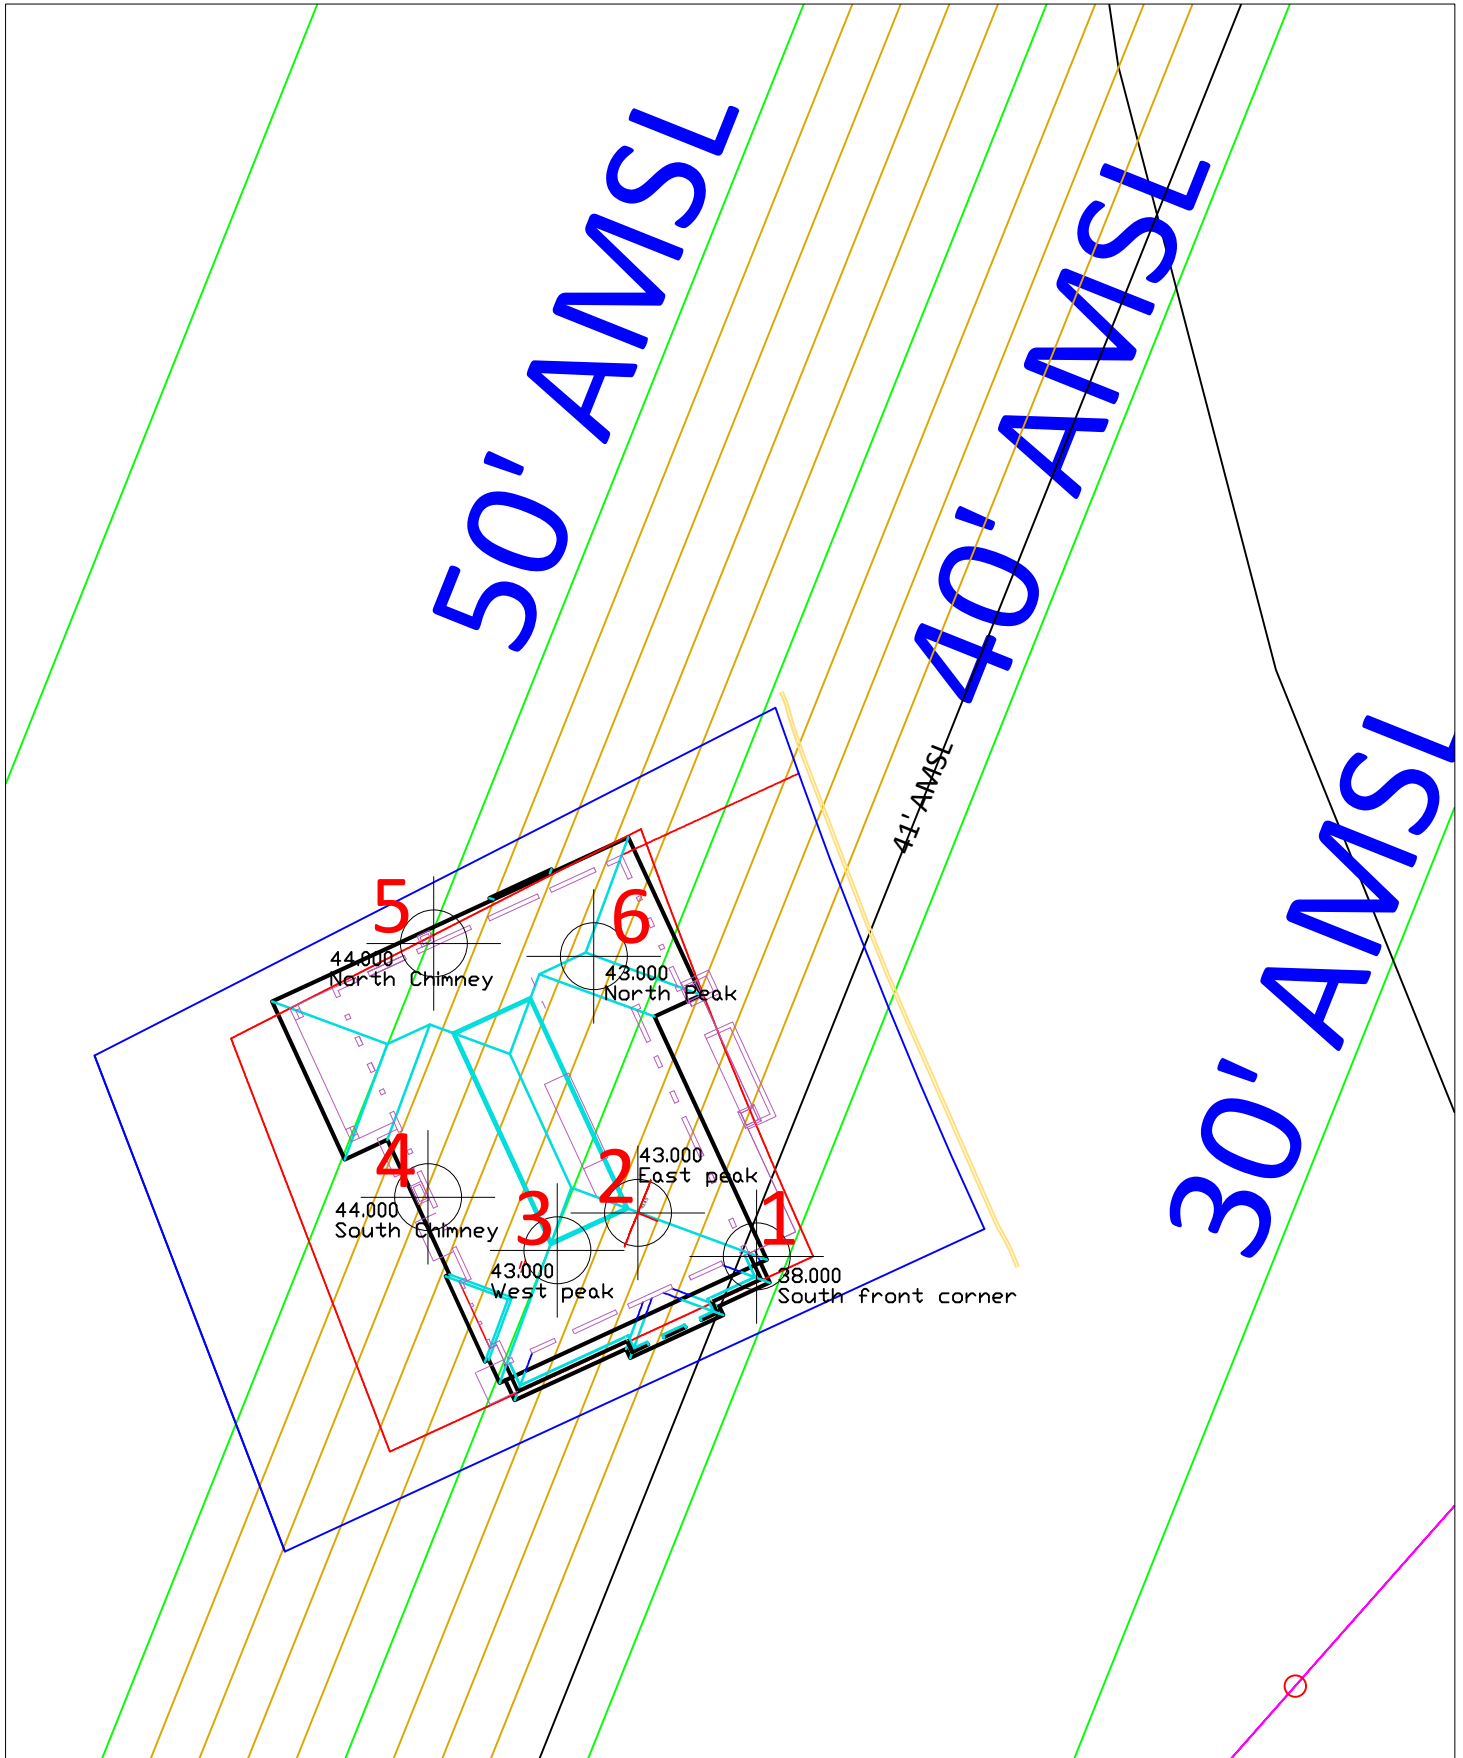 50' AMSL
40' AMSL
30' AMSL
41' AMSL
5
44.000
North Chimney
6
43.000
North Peak
4
44.000
South Chimney
3
43.000
West peak
2
43.000
East peak
1
38.000
South front corner